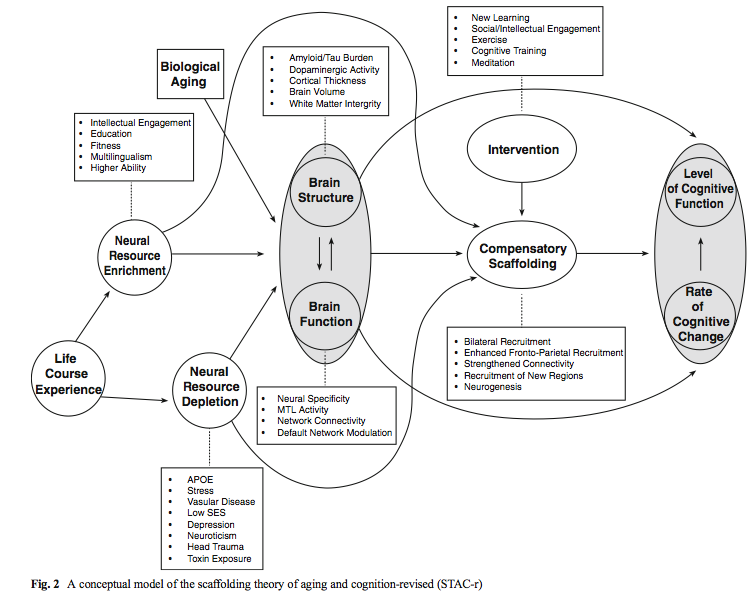 • New Learning
• Social/Intellectual Engagement
• Exercise
• Cognitive Training
• Meditation
Biological
Aging
• Amyloid/Tau Burden
• Dopaminergic Activity
• Cortical Thickness
• Brain Volume
• White Matter Intergrity
• Intellectual Engagement
• Education
• Fitness
• Multilingualism
• Higher Ability
Intervention
Brain
Structure
Level
of Cognitive
Function
Neural
Resource
Enrichment
Compensatory
Scaffolding
Brain
Function
Rate
of
Cognitive
Change
Life
Course
Experience
Neural
Resource
Depletion
• Bilateral Recruitment
• Enhanced Fronto-Parietal Recruitment
• Strengthened Connectivity
• Recruitment of New Regions
• Neurogenesis
• Neural Specificity
• MTL Activity
• Network Connectivity
• Default Network Modulation
• APOE
• Stress
• Vascular Disease
• Low SES
• Depression
• Neuroticism
• Head Trauma
• Toxin Exposure
Fig. 2 A conceptual model of the scaffolding theory of aging and cognition-revised (STAC-r)